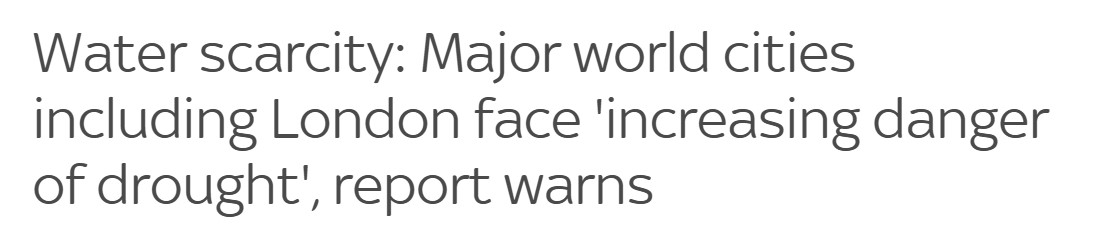 Water scarcity: Major world cities
including London face 'increasing danger
of drought', report warns